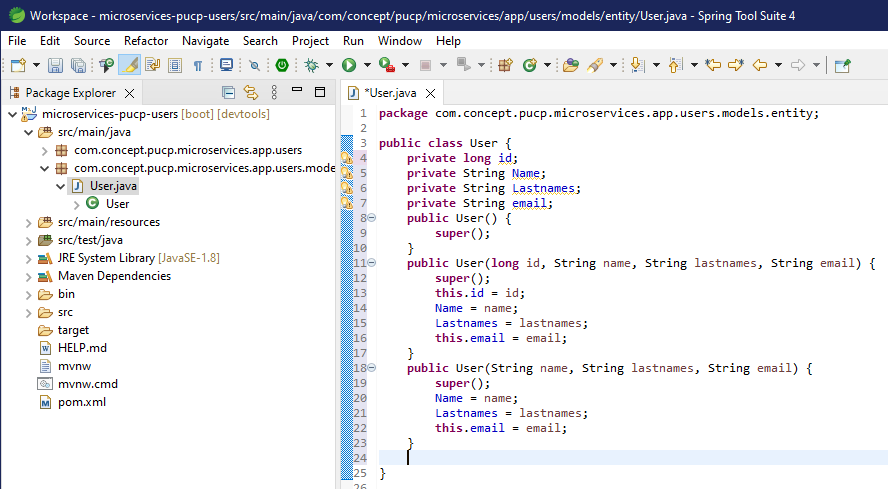 Workspace - microservices-pucp-users/src/main/java/com/concept/pucp/microservices/app/users/models/entity/User.java - Spring Tool Suite 4
File Edit Source Refactor Navigate Search Project Run Window Help
Package Explorer
microservices-pucp-users [boot] [devtools]
src/main/java
com.concept.pucp.microservices.app.users
com.concept.pucp.microservices.app.users.mode
User.java
User
src/main/resources
src/test/java
JRE System Library [JavaSE-1.8]
Maven Dependencies
bin
src
target
HELP.md
mvnw
mvnw.cmd
pom.xml
*User.java
1 package com.concept.pucp.microservices.app.users.models.entity;
2
3 public class User {
4 private long id;
5 private String Name;
6 private String Lastnames;
7 private String email;
8 public User() {
9 super();
10 }
11 public User(long id, String name, String lastnames, String email) {
12 super();
13 this.id = id;
14 Name = name;
15 Lastnames = lastnames;
16 this.email = email;
17 }
18 public User(String name, String lastnames, String email) {
19 super();
20 Name = name;
21 Lastnames = lastnames;
22 this.email = email;
23 }
24
25 }
26